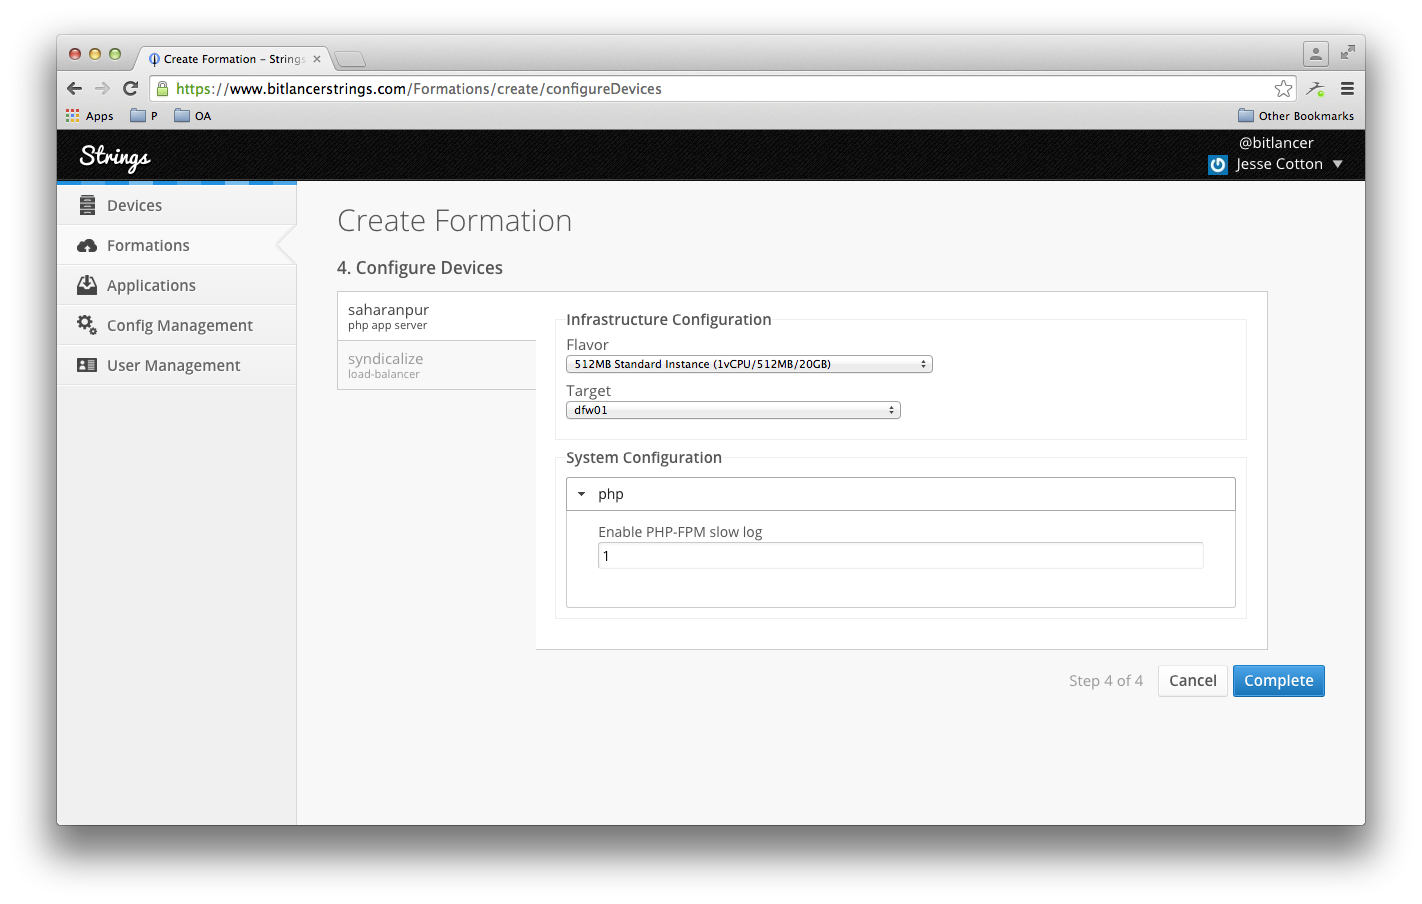 Create Formation – Strings
https://www.bitlancerstrings.com/Formations/create/configureDevices
Apps P OA Other Bookmarks
Strings
@bitlancer
Jesse Cotton
Devices
Formations
Applications
Config Management
User Management
Create Formation
4. Configure Devices
saharanpur
php app server
syndicalize
load-balancer
Infrastructure Configuration
Flavor
512MB Standard Instance (1vCPU/512MB/20GB)
Target
dfw01
System Configuration
php
Enable PHP-FPM slow log
1
Step 4 of 4 Cancel Complete